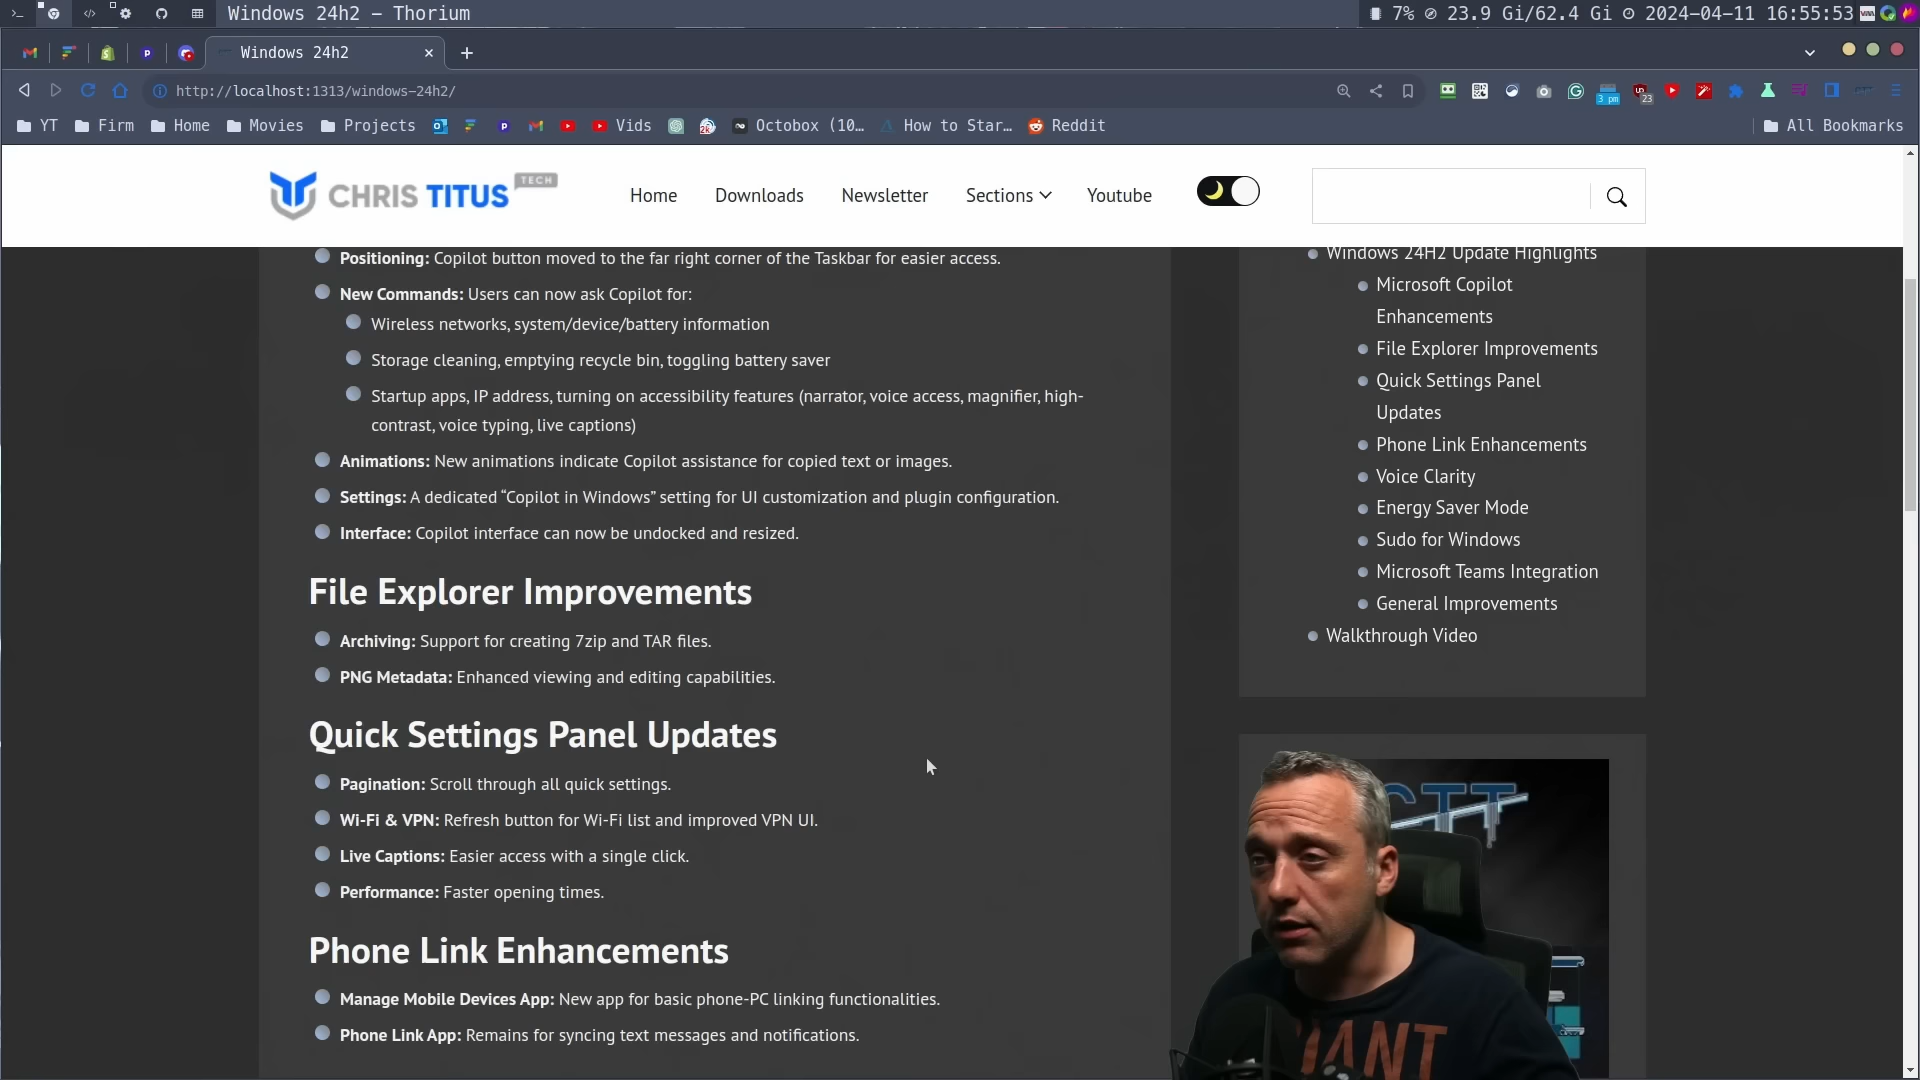 Windows 24h2 – Thorium
7% 23.9 Gi/62.4 Gi 2024-04-11 16:55:53
Windows 24h2
http://localhost:1313/windows-24h2/
3 pm
23
YT Firm Home Movies Projects Vids Octobox (10… How to Star… Reddit All Bookmarks
CHRIS TITUS TECH
Home Downloads Newsletter Sections Youtube
Positioning: Copilot button moved to the far right corner of the Taskbar for easier access.
New Commands: Users can now ask Copilot for:
Wireless networks, system/device/battery information
Storage cleaning, emptying recycle bin, toggling battery saver
Startup apps, IP address, turning on accessibility features (narrator, voice access, magnifier, high-
contrast, voice typing, live captions)
Animations: New animations indicate Copilot assistance for copied text or images.
Settings: A dedicated “Copilot in Windows” setting for UI customization and plugin configuration.
Interface: Copilot interface can now be undocked and resized.
File Explorer Improvements
Archiving: Support for creating 7zip and TAR files.
PNG Metadata: Enhanced viewing and editing capabilities.
Quick Settings Panel Updates
Pagination: Scroll through all quick settings.
Wi-Fi & VPN: Refresh button for Wi-Fi list and improved VPN UI.
Live Captions: Easier access with a single click.
Performance: Faster opening times.
Phone Link Enhancements
Manage Mobile Devices App: New app for basic phone-PC linking functionalities.
Phone Link App: Remains for syncing text messages and notifications.
Windows 24H2 Update Highlights
Microsoft Copilot
Enhancements
File Explorer Improvements
Quick Settings Panel
Updates
Phone Link Enhancements
Voice Clarity
Energy Saver Mode
Sudo for Windows
Microsoft Teams Integration
General Improvements
Walkthrough Video